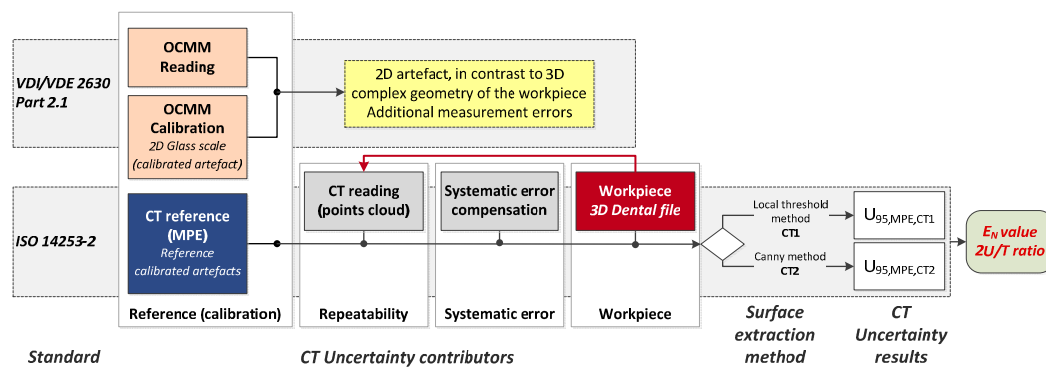 VDI/VDE 2630
Part 2.1
OCMM
Reading
OCMM
Calibration
2D Glass scale
(calibrated artefact)
2D artefact, in contrast to 3D
complex geometry of the workpiece
Additional measurement errors
ISO 14253-2
CT reference
(MPE)
Reference
calibrated artefacts
CT reading
(points cloud)
Systematic error
compensation
Workpiece
3D Dental file
Local threshold
method
CT1
Canny method
CT2
U95,MPE,CT1
U95,MPE,CT2
EN value
2U/T ratio
Reference (calibration)
Repeatability
Systematic error
Workpiece
Standard
CT Uncertainty contributors
Surface
extraction
method
CT
Uncertainty
results